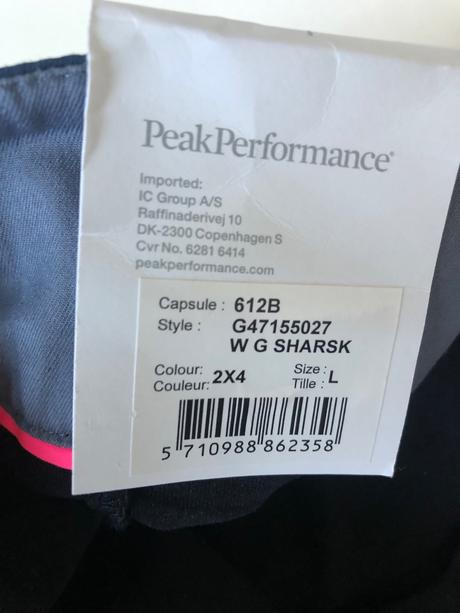 PeakPerformance®
Imported:
IC Group A/S
Raffinaderivej 10
DK-2300 Copenhagen S
Cvr No. 6281 6414
peakperformance.com
Capsule : 612B
Style : G47155027
W G SHARSK
Colour: Size :
Couleur: 2X4 Tille : L
5 710988 862358